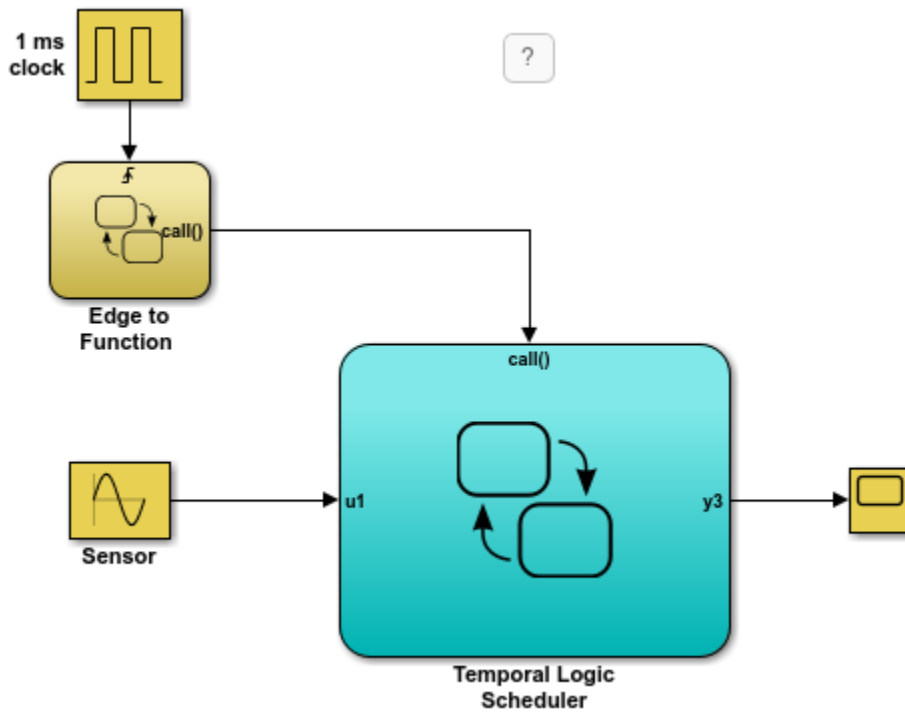 1 ms
clock
?
call()
Edge to
Function
call()
u1
y3
Sensor
Temporal Logic
Scheduler